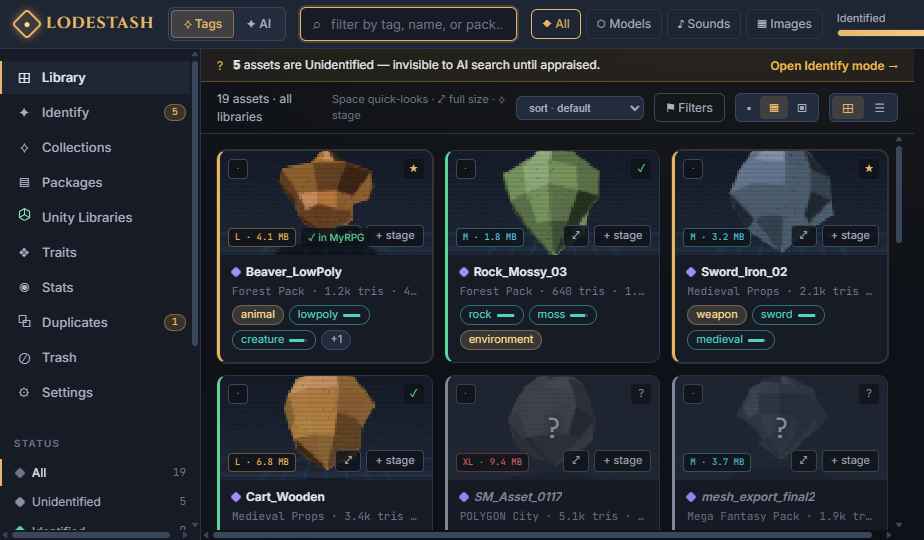 LODESTASH
Tags
AI
filter by tag, name, or pack..
All
Models
Sounds
Images
Identified
Library
Identify 5
Collections
Packages
Unity Libraries
Traits
Stats
Duplicates 1
Trash
Settings
STATUS
All 19
Unidentified 5
? 5 assets are Unidentified — invisible to AI search until appraised.
Open Identify mode →
19 assets · all
libraries
Space quick-looks · ⤢ full size · ⟡
stage
sort · default
Filters
L · 4.1 MB
✓ in MyRPG
+ stage
Beaver_LowPoly
Forest Pack · 1.2k tris · 4…
animal
lowpoly
creature
+1
M · 1.8 MB
+ stage
Rock_Mossy_03
Forest Pack · 640 tris · 1.…
rock
moss
environment
M · 3.2 MB
+ stage
Sword_Iron_02
Medieval Props · 2.1k tris …
weapon
sword
medieval
L · 6.8 MB
+ stage
Cart_Wooden
Medieval Props · 3.4k tris …
?
?
XL · 9.4 MB
+ stage
SM_Asset_0117
POLYGON City · 5.1k tris · …
?
?
M · 3.7 MB
+ stage
mesh_export_final2
Mega Fantasy Pack · 1.9k tr…